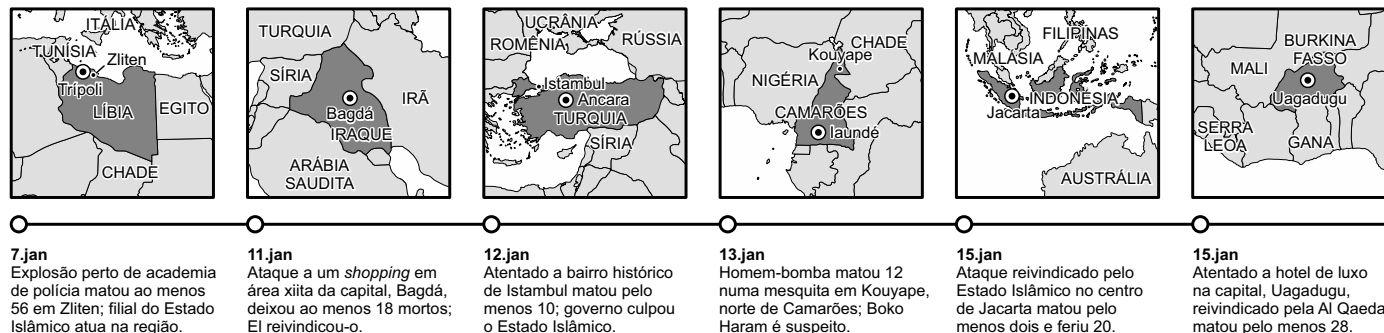 ITÁLIA
TUNÍSIA
Zliten
Trípoli
LÍBIA
EGITO
CHADE
TURQUIA
SÍRIA
IRÃ
Bagdá
IRAQUE
ARÁBIA
SAUDITA
UCRÂNIA
ROMÊNIA
RÚSSIA
Istambul
Ancara
TURQUIA
SÍRIA
CHADE
Kouyape
NIGÉRIA
CAMARÕES
Iaundé
FILIPINAS
MALÁSIA
INDONÉSIA
Jacarta
AUSTRÁLIA
BURKINA
FASSO
MALI
Uagadugu
SERRA
LEOA
GANA
7.jan
Explosão perto de academia
de polícia matou ao menos
56 em Zliten; filial do Estado
Islâmico atua na região.
11.jan
Ataque a um shopping em
área xiita da capital, Bagdá,
deixou ao menos 18 mortos;
EI reivindicou-o.
12.jan
Atentado a bairro histórico
de Istambul matou pelo
menos 10; governo culpou
o Estado Islâmico.
13.jan
Homem-bomba matou 12
numa mesquita em Kouyape,
norte de Camarões; Boko
Haram é suspeito.
15.jan
Ataque reivindicado pelo
Estado Islâmico no centro
de Jacarta matou pelo
menos dois e feriu 20.
15.jan
Atentado a hotel de luxo
na capital, Uagadugu,
reivindicado pela Al Qaeda
matou pelo menos 28.